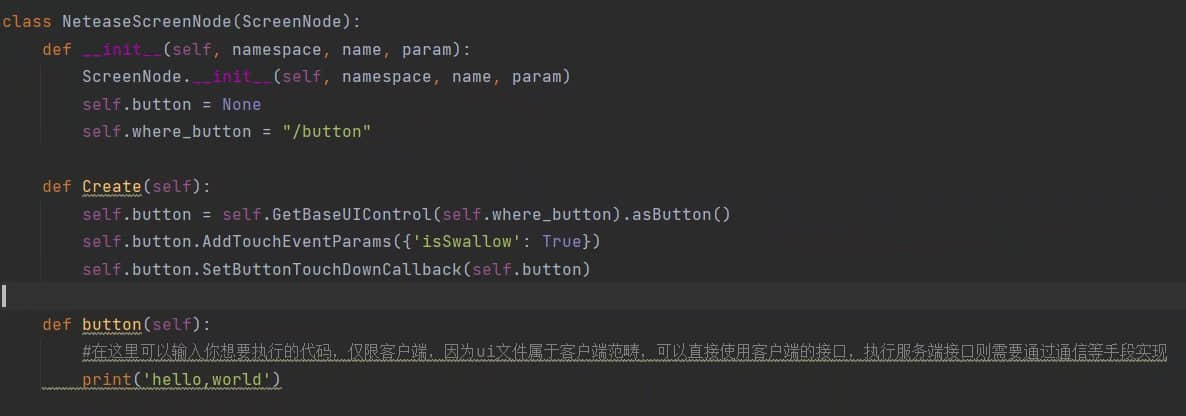 class NeteaseScreenNode(ScreenNode):
    def __init__(self, namespace, name, param):
        ScreenNode.__init__(self, namespace, name, param)
        self.button = None
        self.where_button = "/button"
    def Create(self):
        self.button = self.GetBaseUIControl(self.where_button).asButton()
        self.button.AddTouchEventParams({'isSwallow': True})
        self.button.SetButtonTouchDownCallback(self.button)
    def button(self):
        #在这里可以输入你想要执行的代码，仅限客户端，因为ui文件属于客户端范畴，可以直接使用客户端的接口，执行服务端接口则需要通过通信等手段实现
        print('hello,world')